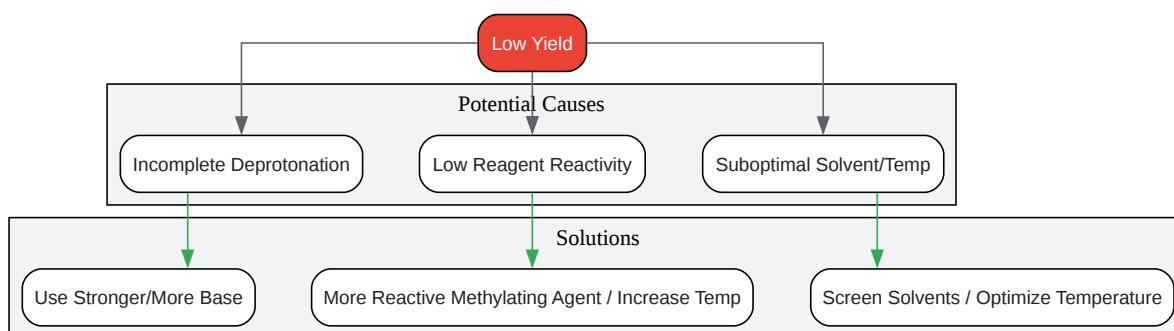 Low Yield
Potential Causes
Incomplete Deprotonation
Low Reagent Reactivity
Suboptimal Solvent/Temp
Solutions
Use Stronger/More Base
More Reactive Methylating Agent / Increase Temp
Screen Solvents / Optimize Temperature